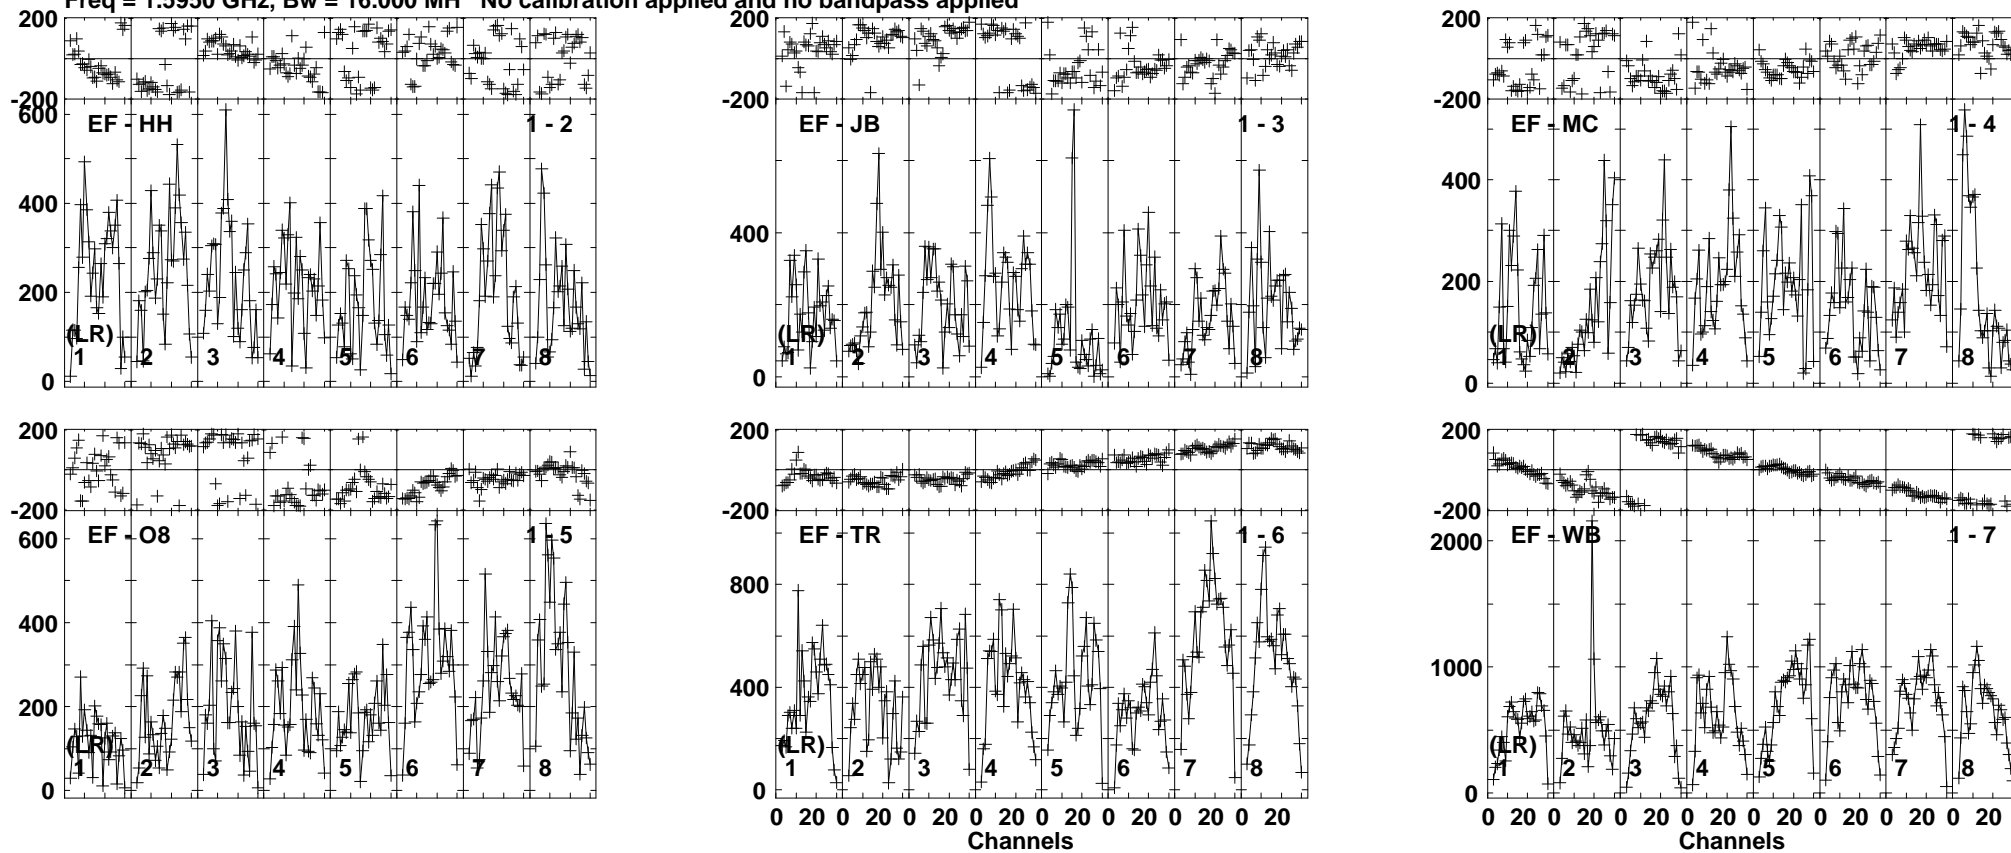 Freq = 1.5950 GHz, Bw = 16.000 MH No calibration applied and no bandpass applied
200
-200
600
400
200
0
EF - HH
1 - 2
(LR)
1 2 3 4 5 6 7 8
200
-200
400
0
EF - JB
1 - 3
(LR)
1 2 3 4 5 6 7 8
200
-200
400
200
0
EF - MC
1 - 4
(LR)
1 2 3 4 5 6 7 8
200
-200
600
400
200
0
EF - O8
1 - 5
(LR)
1 2 3 4 5 6 7 8
200
-200
800
400
0
EF - TR
1 - 6
(LR)
1 2 3 4 5 6 7 8
0 20 0 20 0 20 0 20 0 20 0 20 0 20 0 20
Channels
200
-200
2000
1000
0
EF - WB
1 - 7
(LR)
1 2 3 4 5 6 7 8
0 20 0 20 0 20 0 20 0 20 0 20 0 20 0 20
Channels